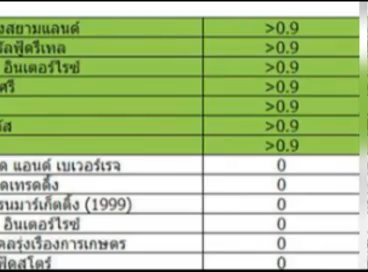 งสยามแลนด์ >0.9
รัลฟู้ดรีเทล >0.9
อินเตอร์ไรซ์ >0.9
ศรี >0.9
>0.9
ัส >0.9
>0.9
ด แอนด์ เบเวอร์เรจ 0
ดเทรดดิ้ง 0
รนมาร์เก็ตติ้ง (1999) 0
อินเตอร์ไรซ์ 0
ดลรุ่งเรืองการเกษตร 0
ฟู้ดสโตร์ 0